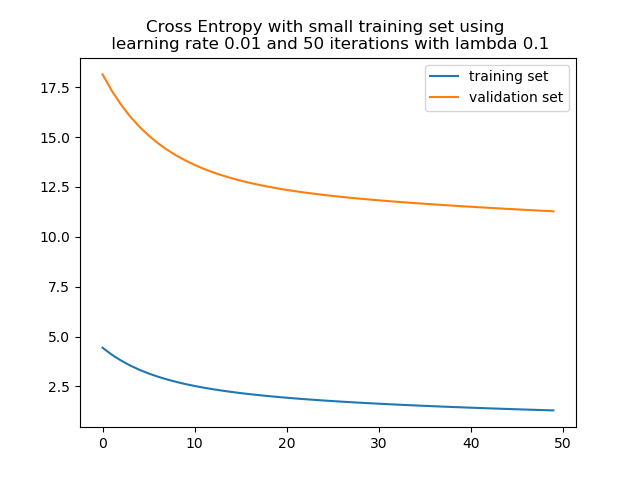 Cross Entropy with small training set using
learning rate 0.01 and 50 iterations with lambda 0.1
training set
validation set
17.5
15.0
12.5
10.0
7.5
5.0
2.5
0 10 20 30 40 50